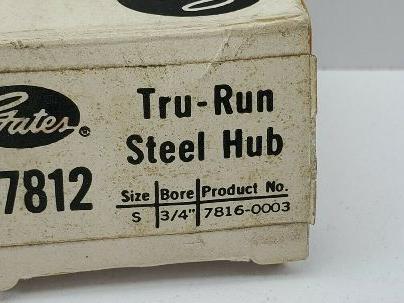 Gates®
Tru-Run
Steel Hub
7812
Size Bore Product No.
S 3/4" 7816-0003